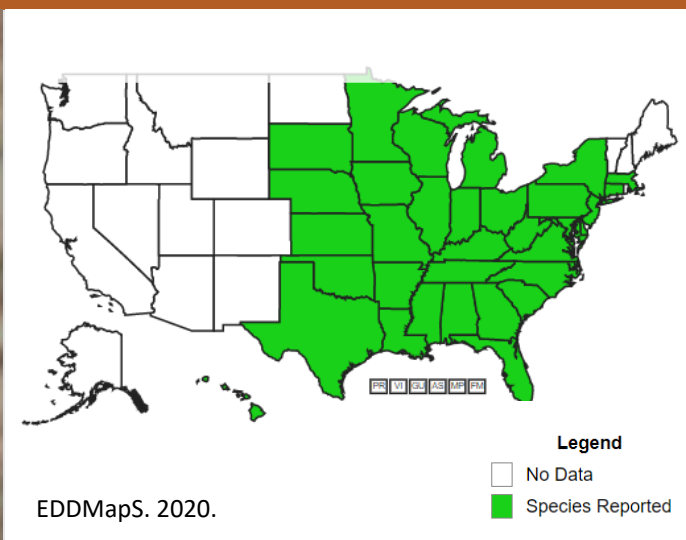 PR VI GU AS MP FM
Legend
No Data
Species Reported
EDDMapS. 2020.